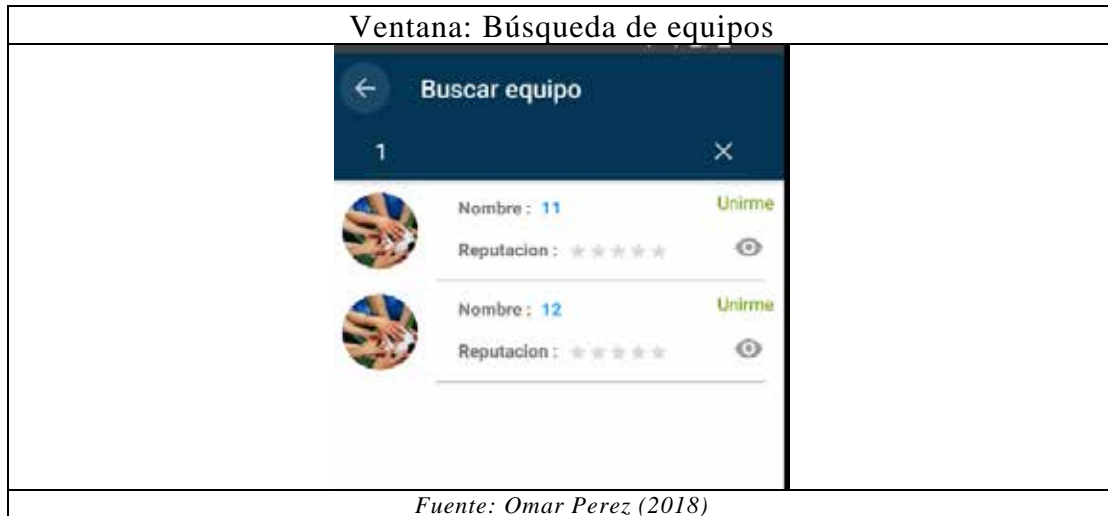 Ventana: Búsqueda de equipos
Buscar equipo
1
Nombre : 11
Unirme
Reputacion :
Nombre : 12
Unirme
Reputacion :
Fuente: Omar Perez (2018)